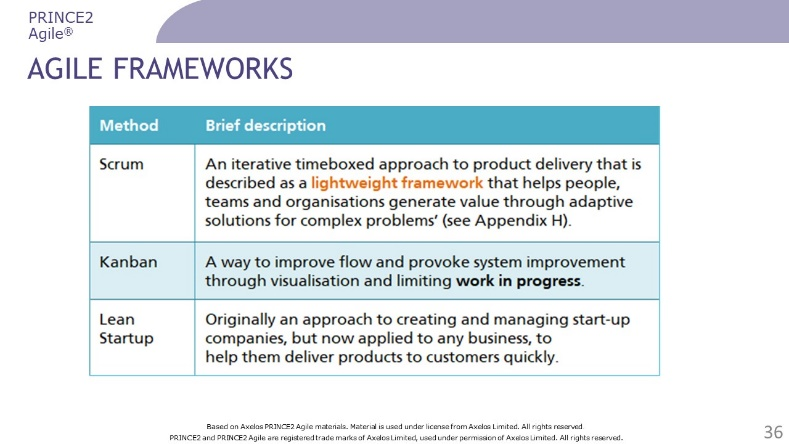 PRINCE2
Agile®
AGILE FRAMEWORKS
Method Brief description
Scrum An iterative timeboxed approach to product delivery that is
described as a lightweight framework that helps people,
teams and organisations generate value through adaptive
solutions for complex problems’ (see Appendix H).
Kanban A way to improve flow and provoke system improvement
through visualisation and limiting work in progress.
Lean Originally an approach to creating and managing start-up
Startup companies, but now applied to any business, to
help them deliver products to customers quickly.
Based on Axelos PRINCE2 Agile materials. Material is used under license from Axelos Limited. All rights reserved
PRINCE2 and PRINCE2 Agile are registered trade marks of Axelos Limited, used under permission of Axelos Limited. All rights reserved.
36